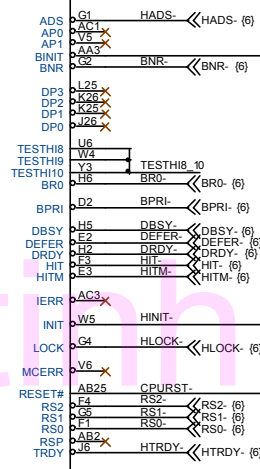 ADS G1 HADS- HADS- {6}
AP0 AC1
AP1 V5
BINIT AA3
BNR G2 BNR- BNR- {6}
DP3 L25
DP2 K26
DP1 K25
DP0 J26
TESTHI8 U6
TESTHI9 W4
TESTHI10 Y3 TESTHI8_10
BR0 H6 BR0- BR0- {6}
BPRI D2 BPRI- BPRI- {6}
DBSY H5 DBSY- DBSY- {6}
DEFER E2 DEFER- DEFER- {6}
DRDY H2 DRDY- DRDY- {6}
HIT F3 HIT- HIT- {6}
HITM E3 HITM- HITM- {6}
IERR AC3
INIT W5 HINIT-
LOCK G4 HLOCK- HLOCK- {6}
MCERR V6
RESET# AB25 CPURST-
RS2 F4 RS2- RS2- {6}
RS1 G5 RS1- RS1- {6}
RS0 F1 RS0- RS0- {6}
RSP AB2
TRDY J6 HTRDY- HTRDY- {6}